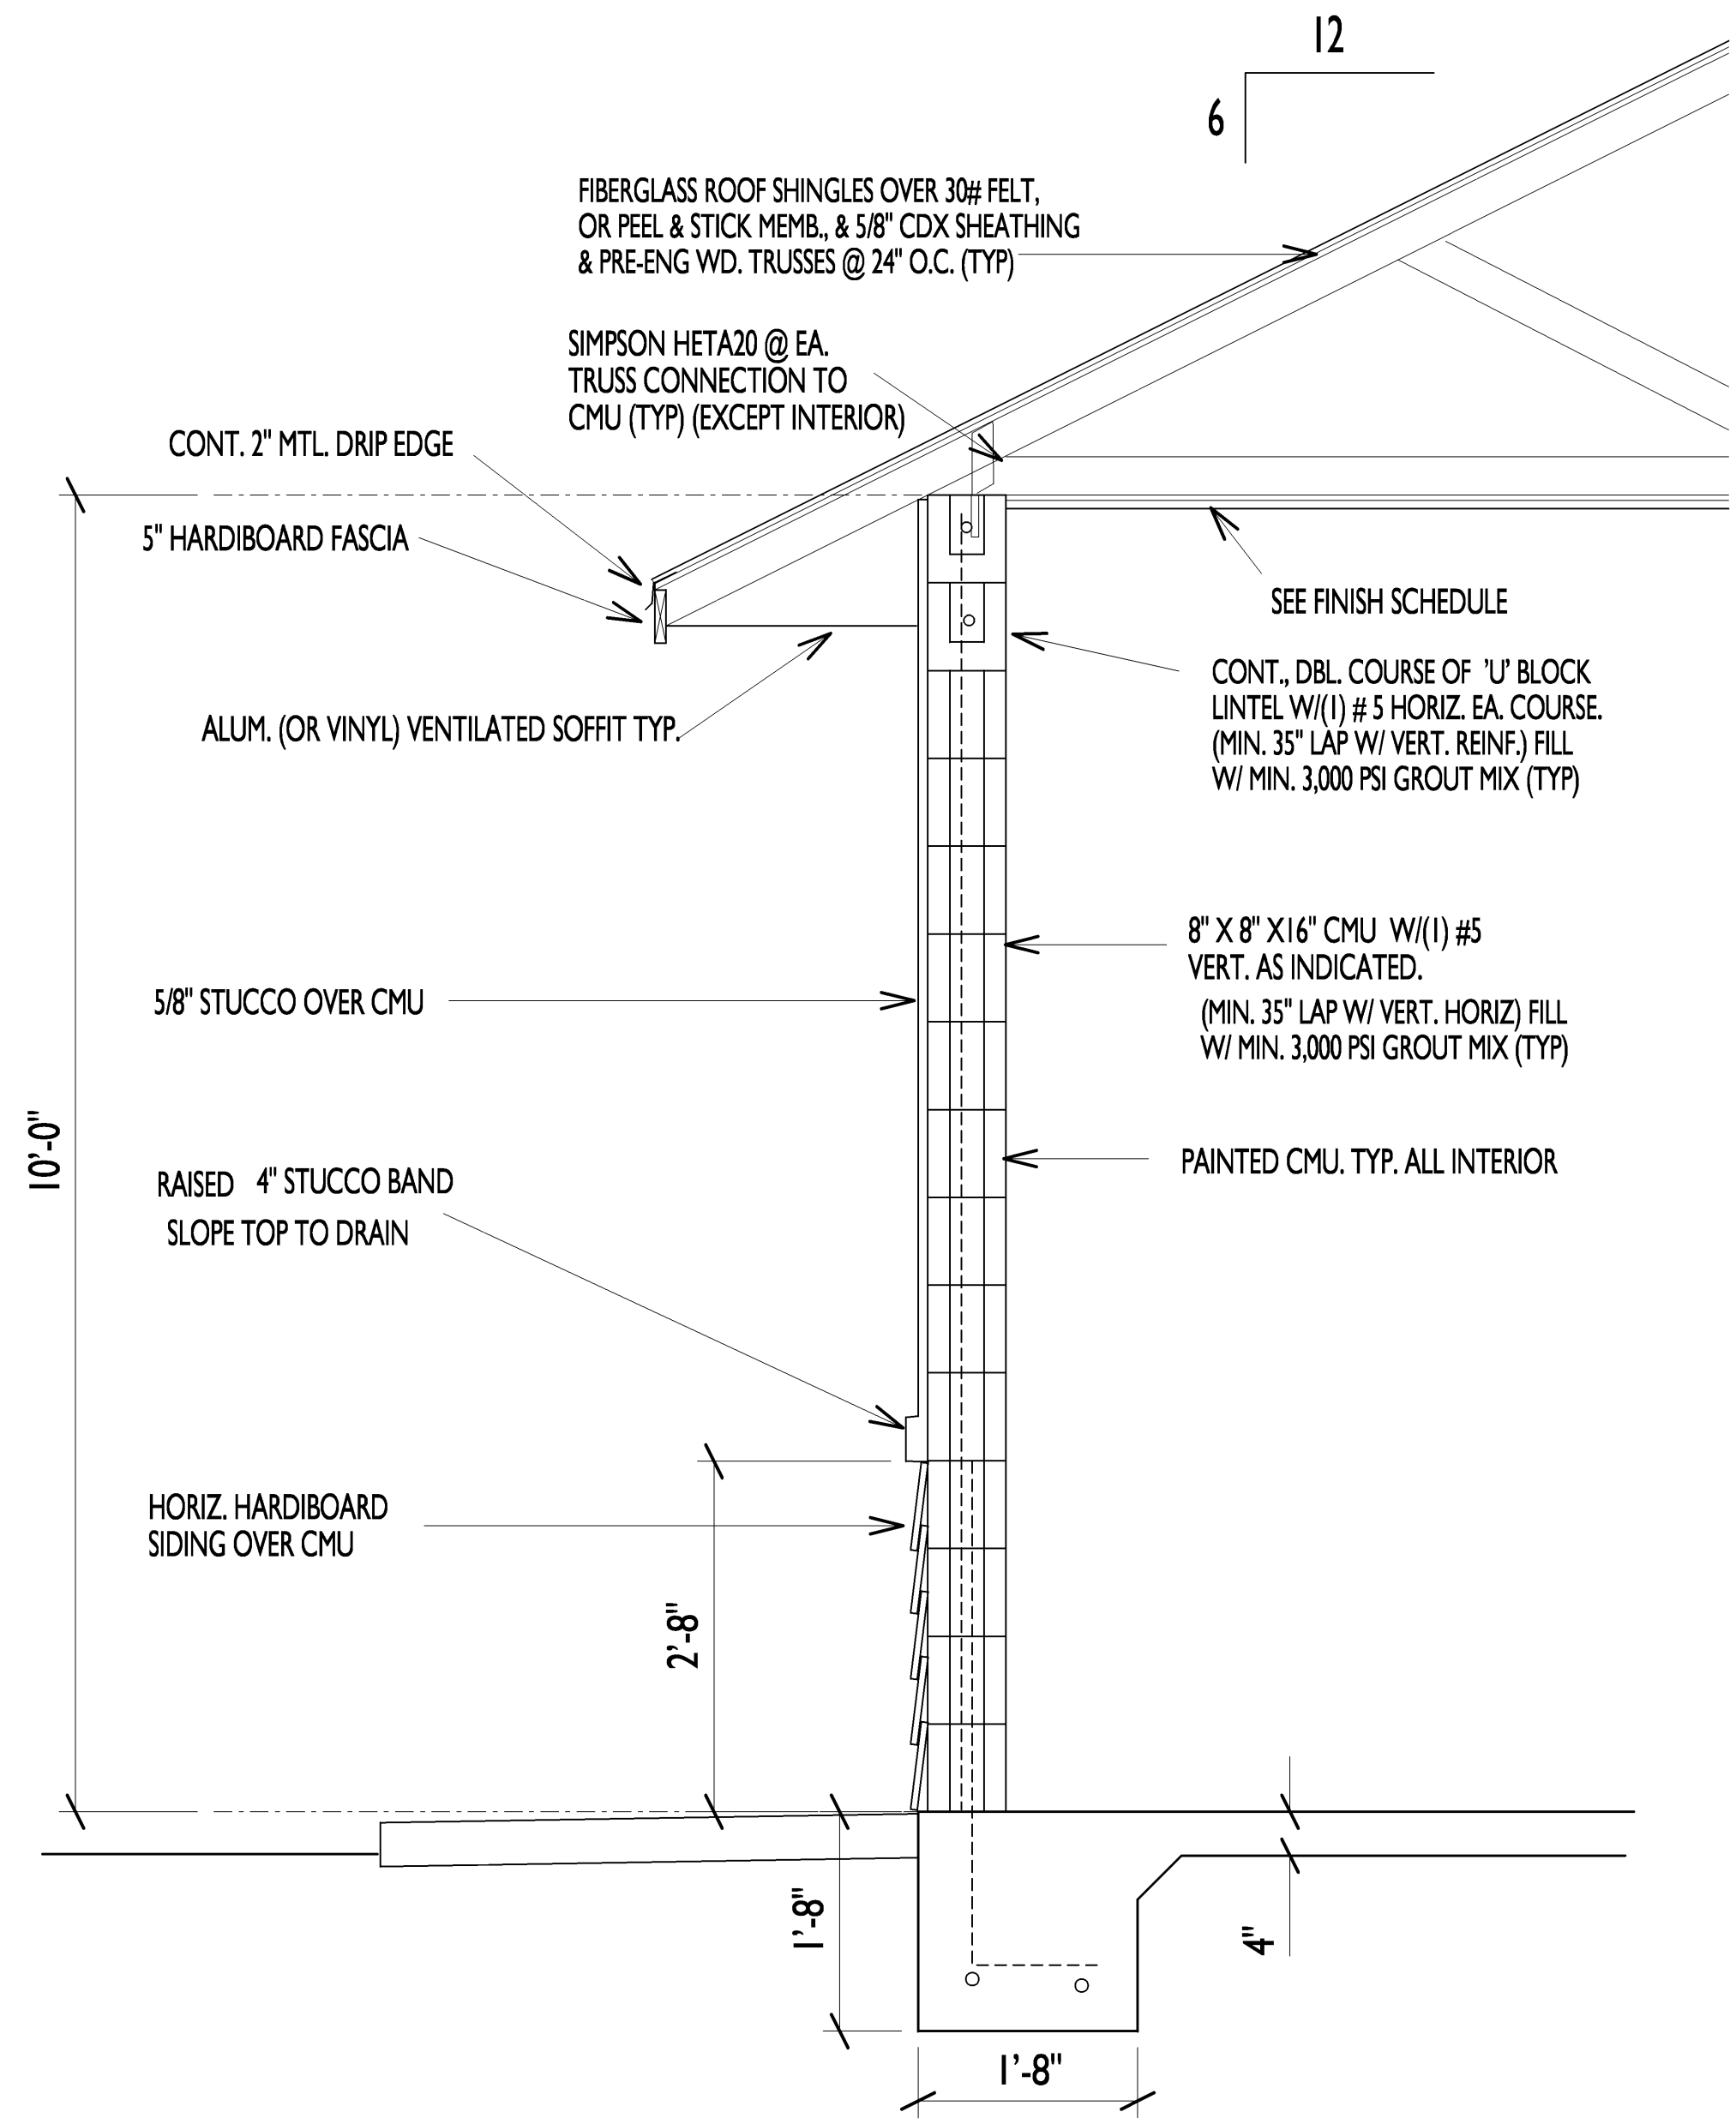 12
6
FIBERGLASS ROOF SHINGLES OVER 30# FELT,
OR PEEL & STICK MEMB., & 5/8" CDX SHEATHING
& PRE-ENG WD. TRUSSES @ 24" O.C. (TYP)
SIMPSON HETA20 @ EA.
TRUSS CONNECTION TO
CMU (TYP) (EXCEPT INTERIOR)
CONT. 2" MTL. DRIP EDGE
5" HARDIBOARD FASCIA
SEE FINISH SCHEDULE
CONT., DBL. COURSE OF 'U' BLOCK
LINTEL W/(1) # 5 HORIZ. EA. COURSE.
(MIN. 35" LAP W/ VERT. REINF.) FILL
W/ MIN. 3,000 PSI GROUT MIX (TYP)
ALUM. (OR VINYL) VENTILATED SOFFIT TYP.
8" X 8" X16" CMU W/(1) #5
VERT. AS INDICATED.
(MIN. 35" LAP W/ VERT. HORIZ) FILL
W/ MIN. 3,000 PSI GROUT MIX (TYP)
5/8" STUCCO OVER CMU
10'-0"
PAINTED CMU. TYP. ALL INTERIOR
RAISED 4" STUCCO BAND
SLOPE TOP TO DRAIN
HORIZ. HARDIBOARD
SIDING OVER CMU
2'-8"
1'-8"
4"
1'-8"